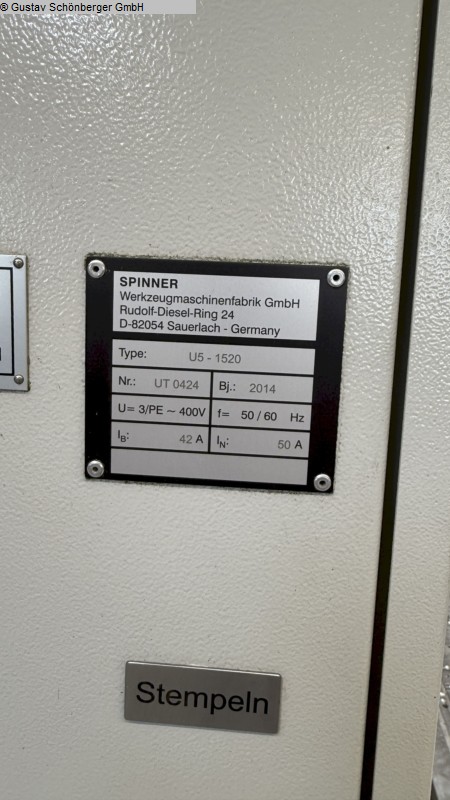 © Gustav Schönberger GmbH
SPINNER
Werkzeugmaschinenfabrik GmbH
Rudolf-Diesel-Ring 24
D-82054 Sauerlach - Germany
Type: U5 - 1520
Nr.: UT 0424 Bj.: 2014
U= 3/PE ~ 400V f= 50 / 60 Hz
IB: 42 A IN: 50 A
Stempeln